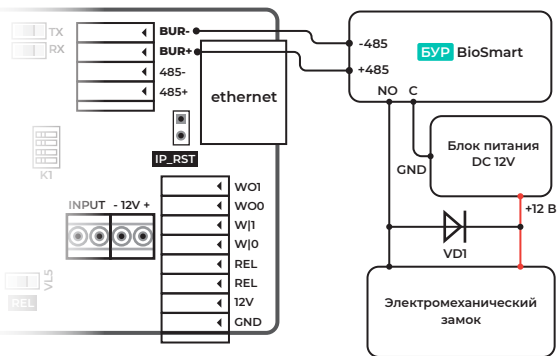 TX
RX
BUR-
BUR+
485-
485+
ethernet
IP_RST
K1
INPUT - 12V +
WO1
WO0
W|1
W|0
REL
REL
12V
GND
VL5
REL
-485
+485
БУР BioSmart
NO C
GND
Блок питания
DC 12V
+12 В
VD1
Электромеханический
замок